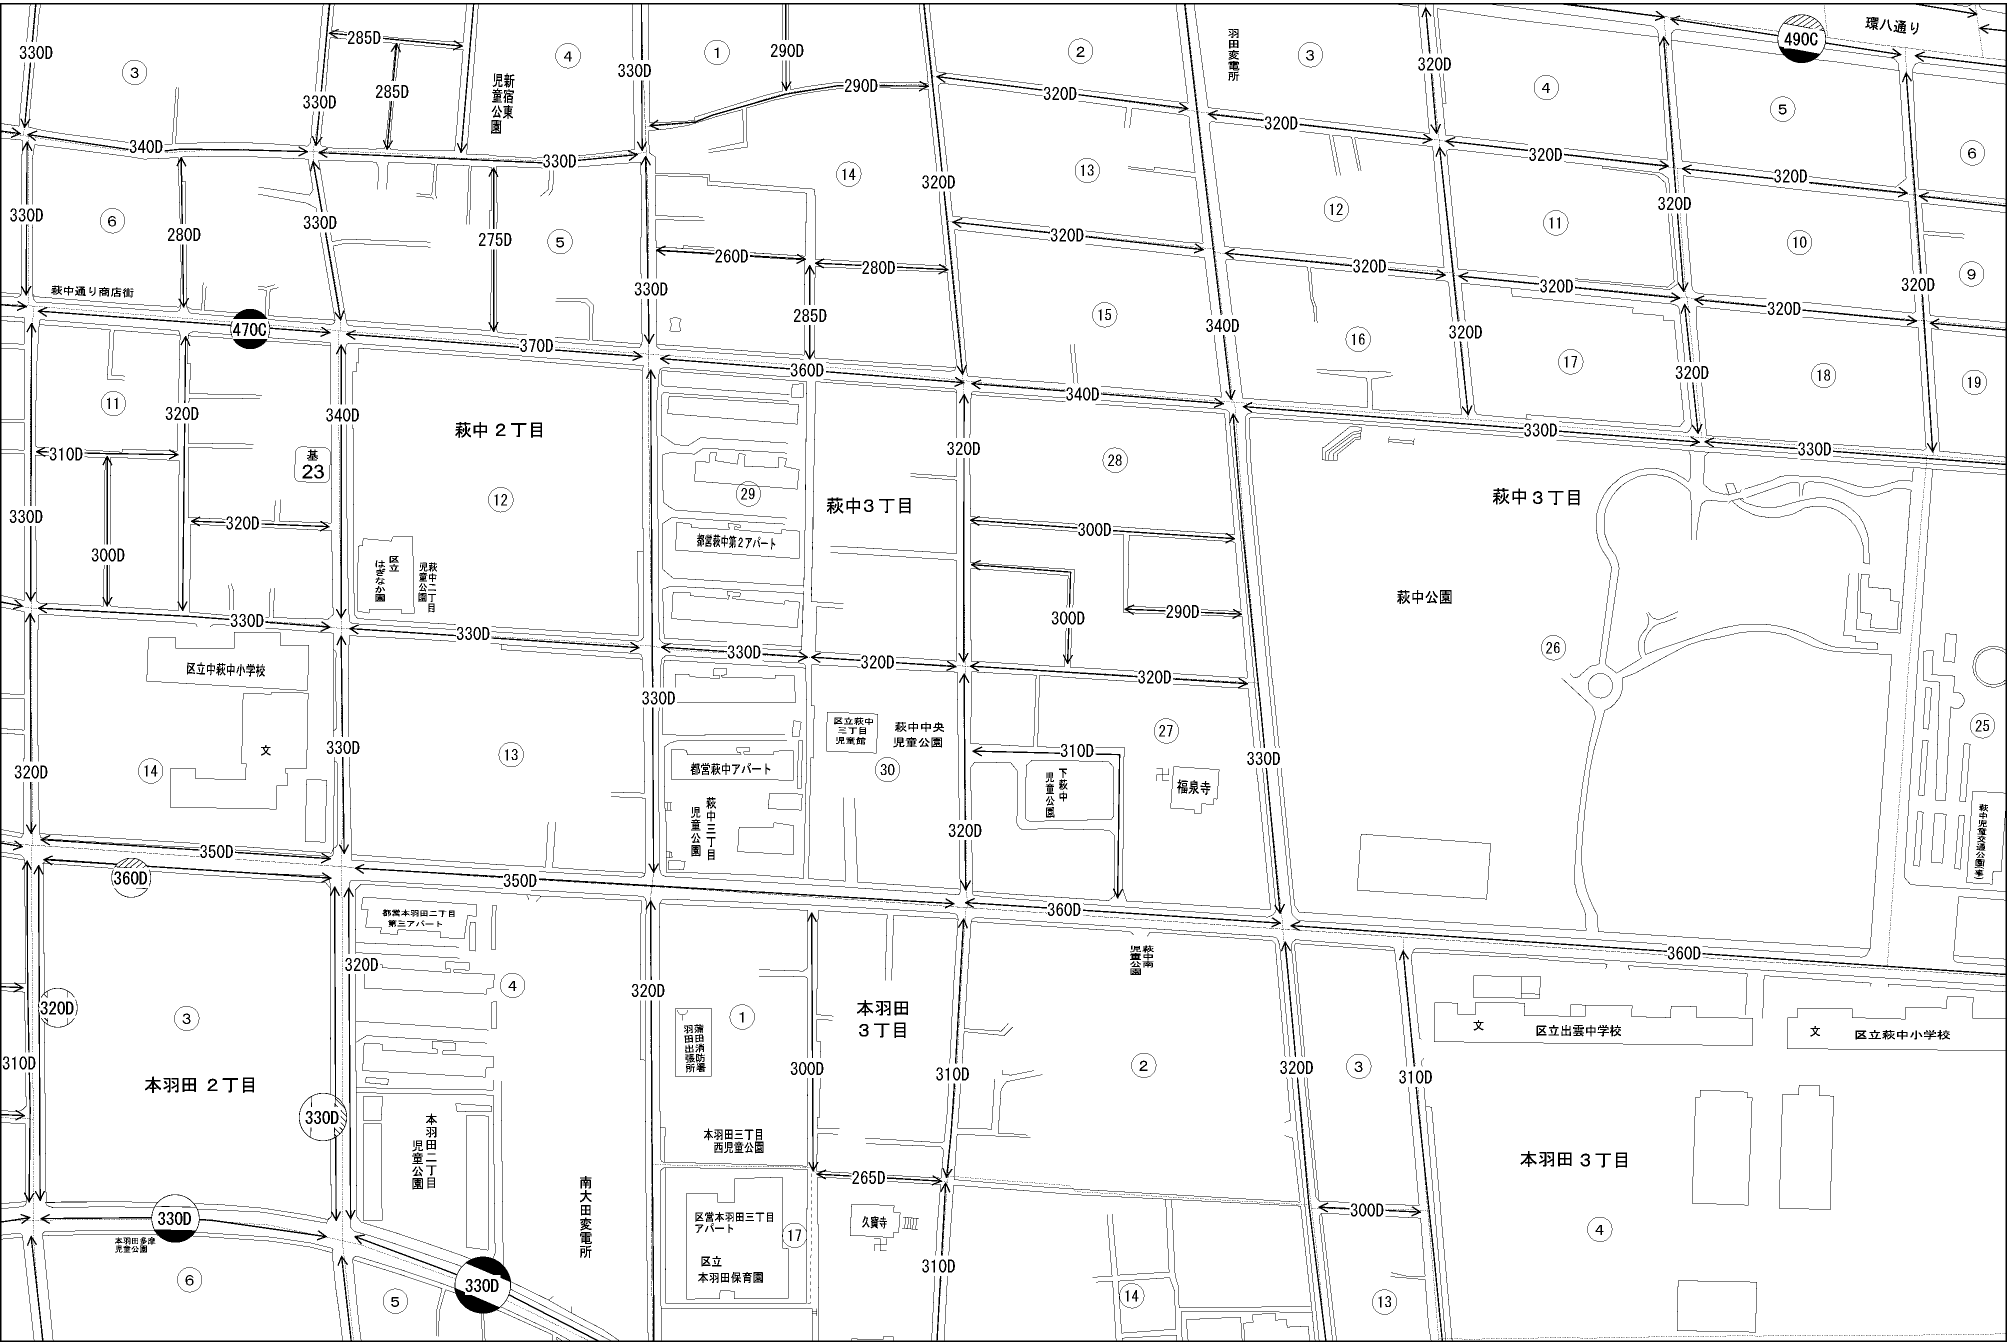 330D
③
285D
285D
330D
新宿東
児童公園
④
330D
①
290D
290D
②
320D
羽田変電所
③
320D
④
490C
環八通り
⑤
⑥
340D
330D
320D
320D
320D
330D
⑥
280D
330D
275D
⑤
14
320D
13
12
320D
11
10
⑨
260D
280D
320D
320D
320D
320D
320D
萩中通り商店街
470C
370D
330D
285D
360D
15
340D
340D
16
320D
17
320D
18
19
11
320D
340D
310D
基
23
萩中２丁目
12
29
萩中３丁目
320D
28
330D
330D
萩中３丁目
330D
300D
320D
区立
はぎなか園
萩中二丁目
児童公園
都営萩中第２アパート
300D
300D
290D
萩中公園
26
330D
330D
330D
320D
320D
区立中萩中小学校
文
14
320D
330D
13
330D
都営萩中アパート
萩中三丁目
児童公園
区立萩中
三丁目
児童館
萩中中央
児童公園
30
320D
310D
下萩中
児童公園
27
福泉寺
330D
25
萩中児童交通公園(事)
350D
360D
350D
360D
360D
都営本羽田二丁目
第三アパート
320D
④
320D
萩中南
児童公園
320D
310D
③
本羽田 ２丁目
330D
本羽田二丁目
児童公園
蒲田消防署
羽田出張所
①
300D
本羽田
３丁目
310D
②
320D
③
310D
文
区立出雲中学校
文
区立萩中小学校
本羽田三丁目
西児童公園
265D
本羽田 ３丁目
330D
本羽田多摩
児童公園
⑥
⑤
330D
南大田変電所
区営本羽田三丁目
アパート
区立
本羽田保育園
17
久寶寺
310D
14
300D
13
④